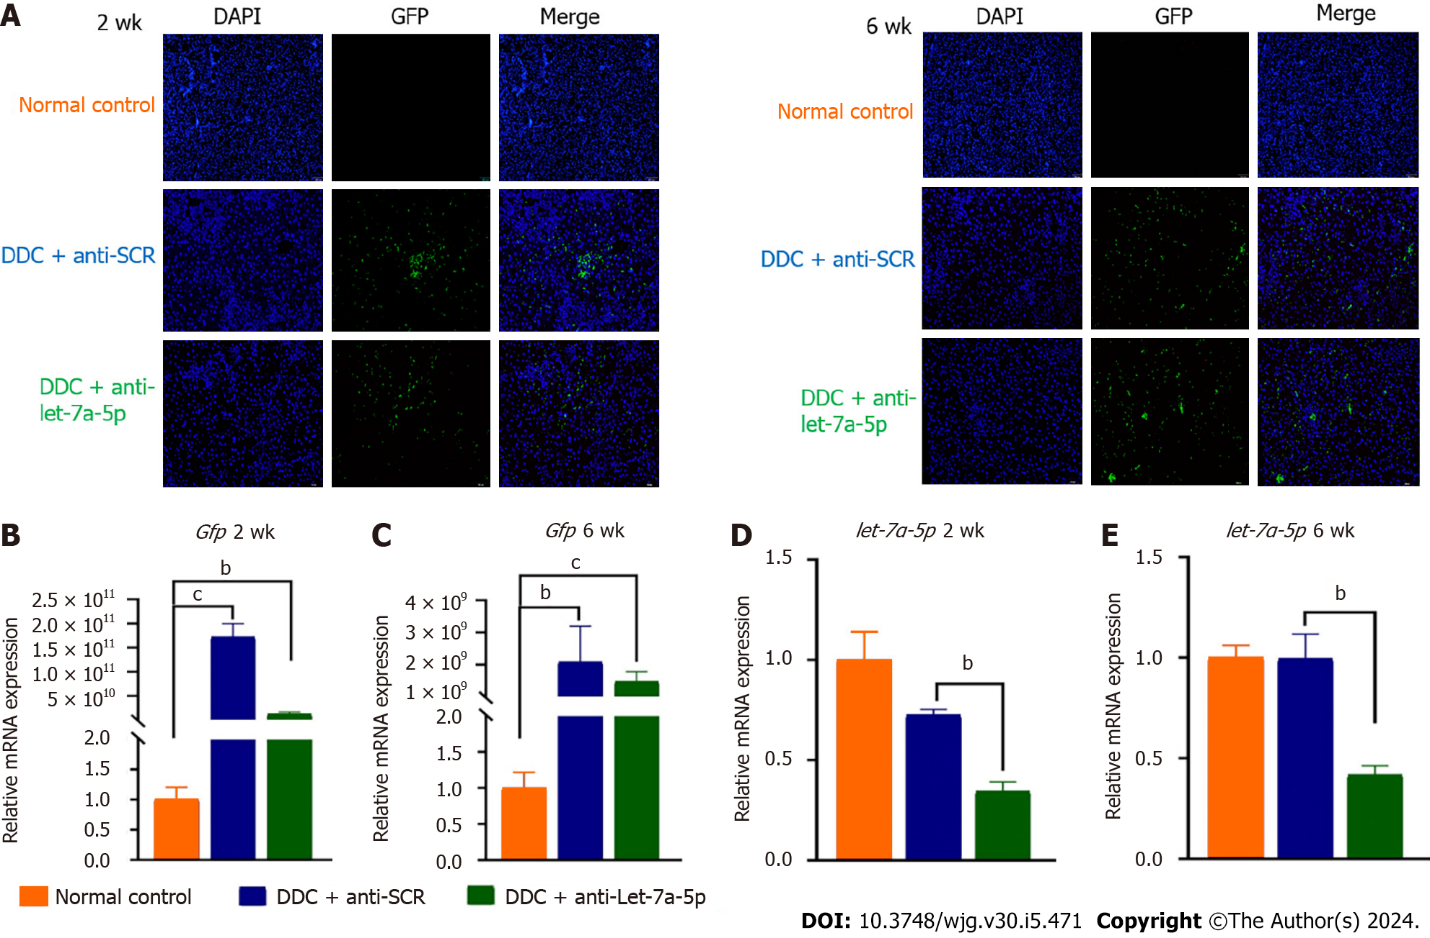 A
2 wk
DAPI
GFP
Merge
Normal control
DDC + anti-SCR
DDC + anti-
let-7a-5p
6 wk
DAPI
GFP
Merge
Normal control
DDC + anti-SCR
DDC + anti-
let-7a-5p
B
Gfp 2 wk
Relative mRNA expression
2.5 × 10¹¹
2.0 × 10¹¹
1.5 × 10¹¹
1.0 × 10¹¹
5 × 10¹⁰
2.0
1.5
1.0
0.5
0.0
b
c
C
Gfp 6 wk
Relative mRNA expression
4 × 10⁹
3 × 10⁹
2 × 10⁹
1 × 10⁹
2.0
1.5
1.0
0.5
0.0
c
b
D
let-7a-5p 2 wk
Relative mRNA expression
1.5
1.0
0.5
0.0
b
E
let-7a-5p 6 wk
Relative mRNA expression
1.5
1.0
0.5
0.0
b
Normal control
DDC + anti-SCR
DDC + anti-Let-7a-5p
DOI: 10.3748/wjg.v30.i5.471 Copyright ©The Author(s) 2024.